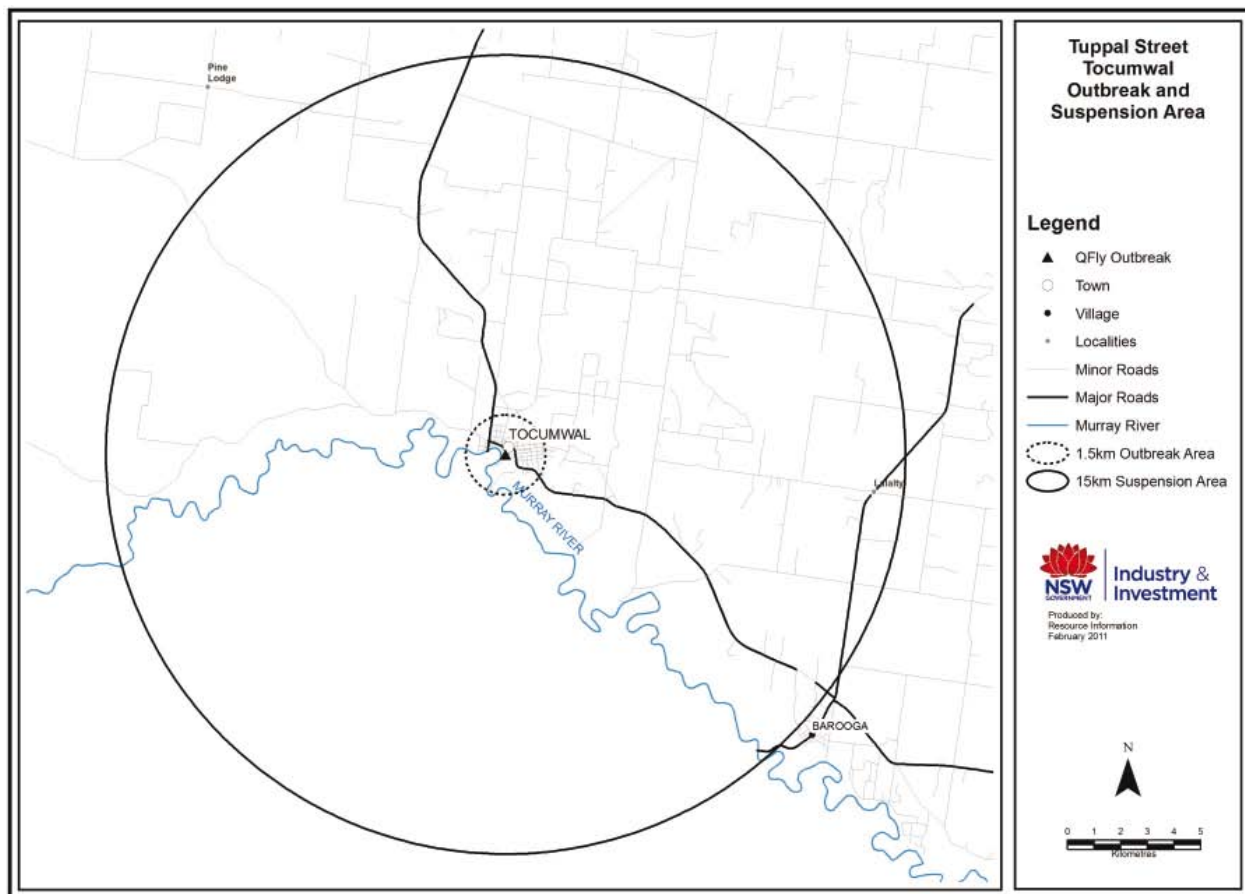 Pine
Lodge
TOCUMWAL
MURRAY RIVER
Lalalty
BAROOGA
Tuppal Street
Tocumwal
Outbreak and
Suspension Area
Legend
QFly Outbreak
Town
Village
Localities
Minor Roads
Major Roads
Murray River
1.5km Outbreak Area
15km Suspension Area
NSW
GOVERNMENT
Industry &
Investment
Produced by:
Resource Information
February 2011
N
0 1 2 3 4 5
Kilometres